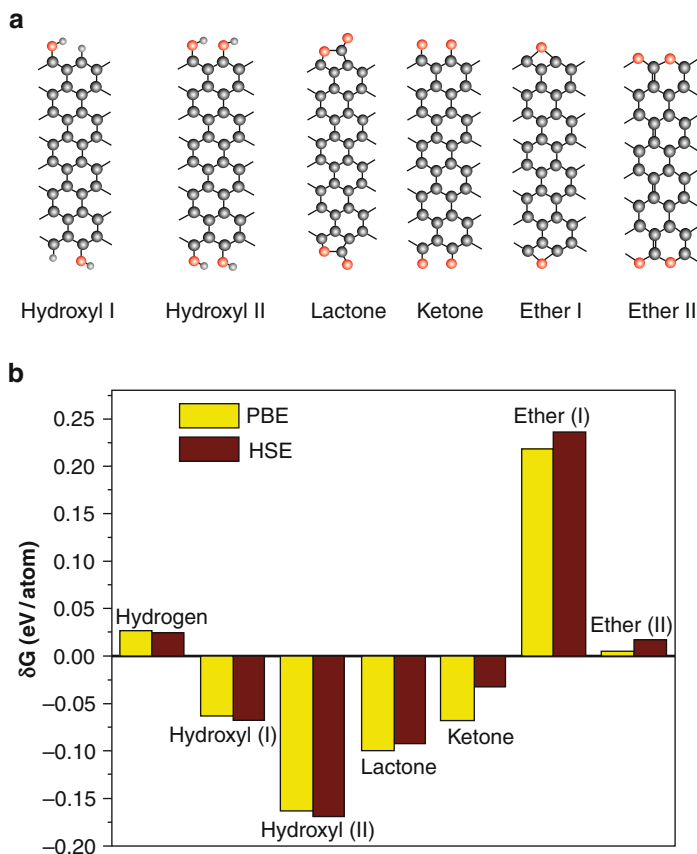 a
Hydroxyl I Hydroxyl II Lactone Ketone Ether I Ether II
b
PBE
HSE
δG (eV/atom)
0.25
0.20
0.15
0.10
0.05
0.00
−0.05
−0.10
−0.15
−0.20
Hydrogen
Hydroxyl (I)
Hydroxyl (II)
Lactone
Ketone
Ether (I)
Ether (II)